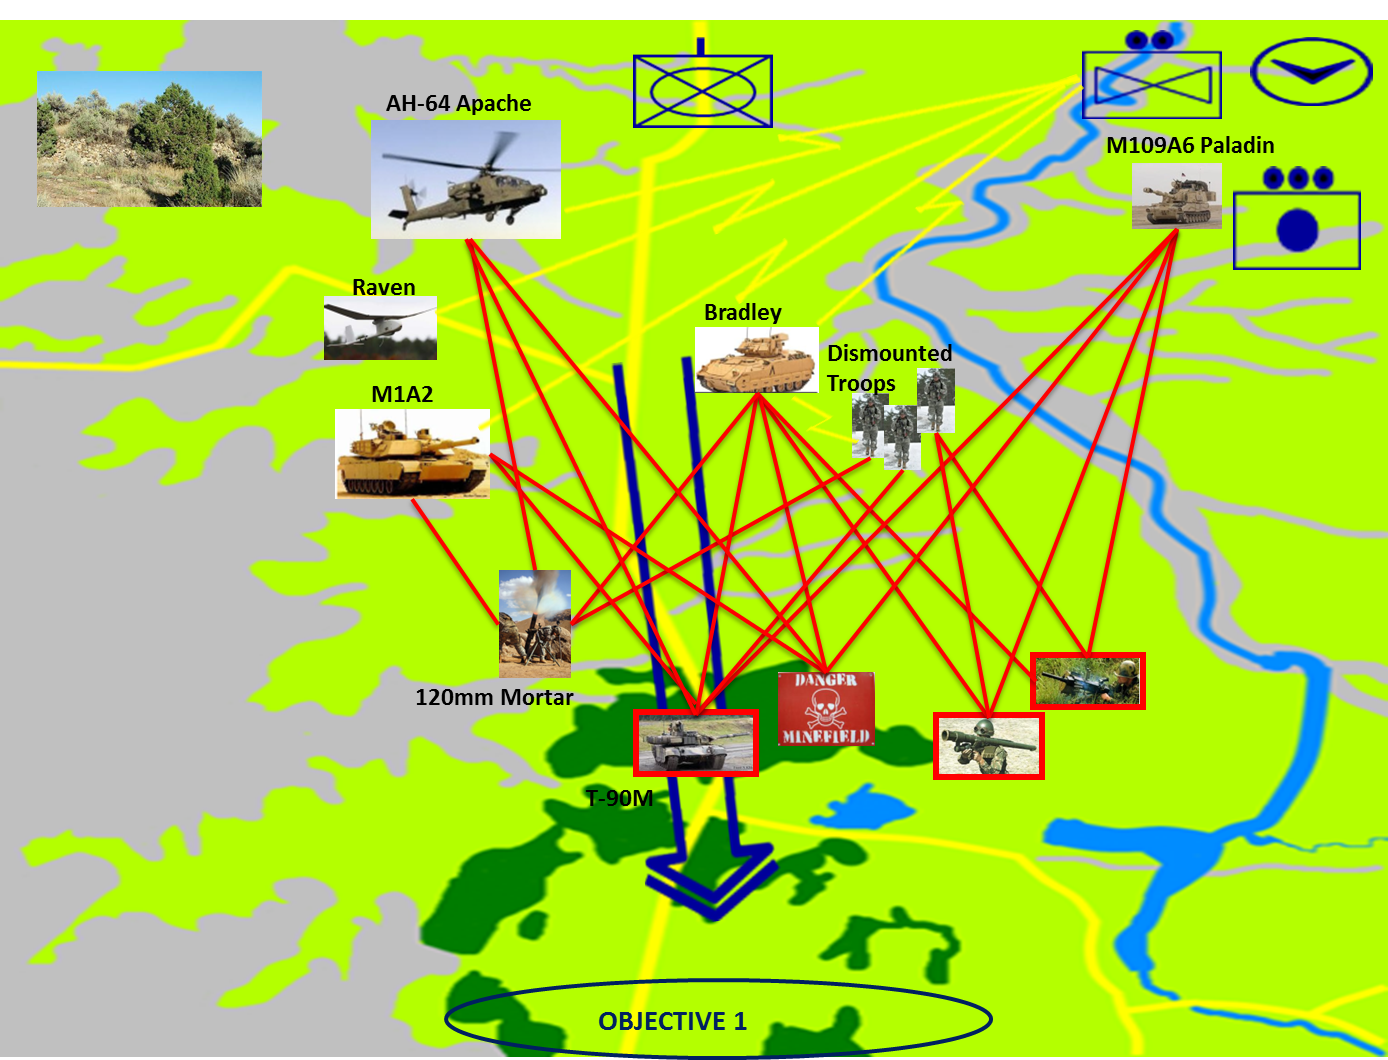 AH-64 Apache
M109A6 Paladin
Raven
Bradley
Dismounted
Troops
M1A2
120mm Mortar
DANGER
MINEFIELD
T-90M
OBJECTIVE 1